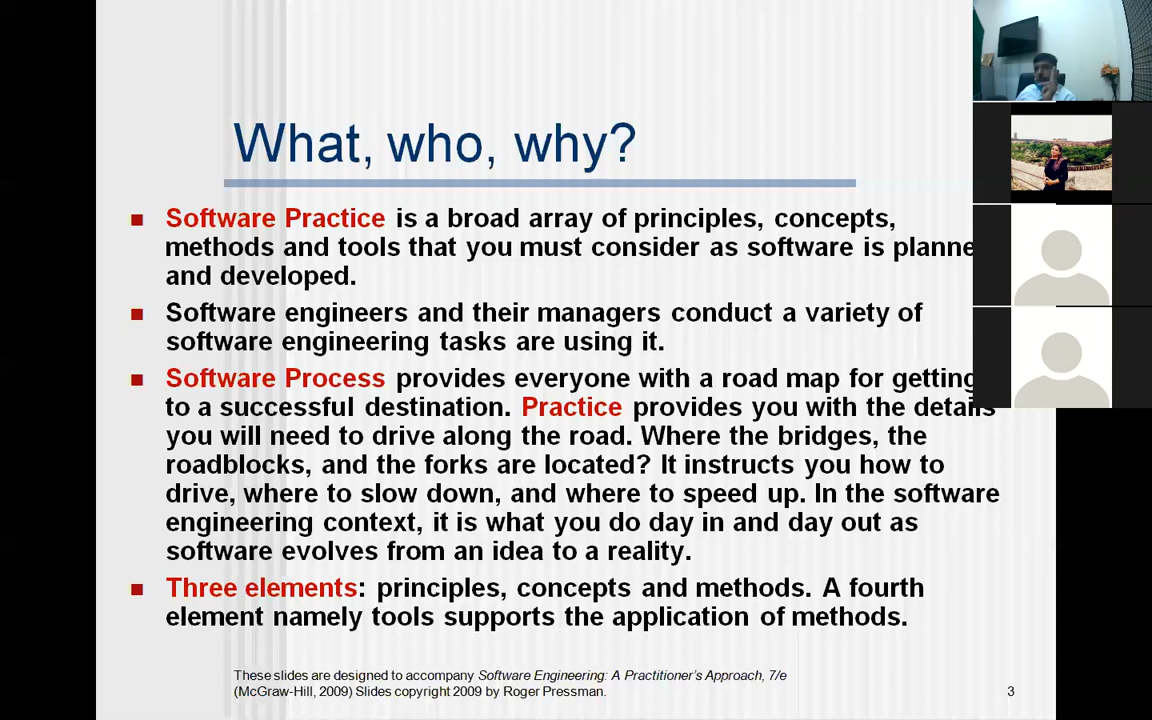 What, who, why?
Software Practice is a broad array of principles, concepts,
methods and tools that you must consider as software is planne
and developed.
Software engineers and their managers conduct a variety of
software engineering tasks are using it.
Software Process provides everyone with a road map for getting
to a successful destination. Practice provides you with the details
you will need to drive along the road. Where the bridges, the
roadblocks, and the forks are located? It instructs you how to
drive, where to slow down, and where to speed up. In the software
engineering context, it is what you do day in and day out as
software evolves from an idea to a reality.
Three elements: principles, concepts and methods. A fourth
element namely tools supports the application of methods.
These slides are designed to accompany Software Engineering: A Practitioner's Approach, 7/e
(McGraw-Hill, 2009) Slides copyright 2009 by Roger Pressman.
3